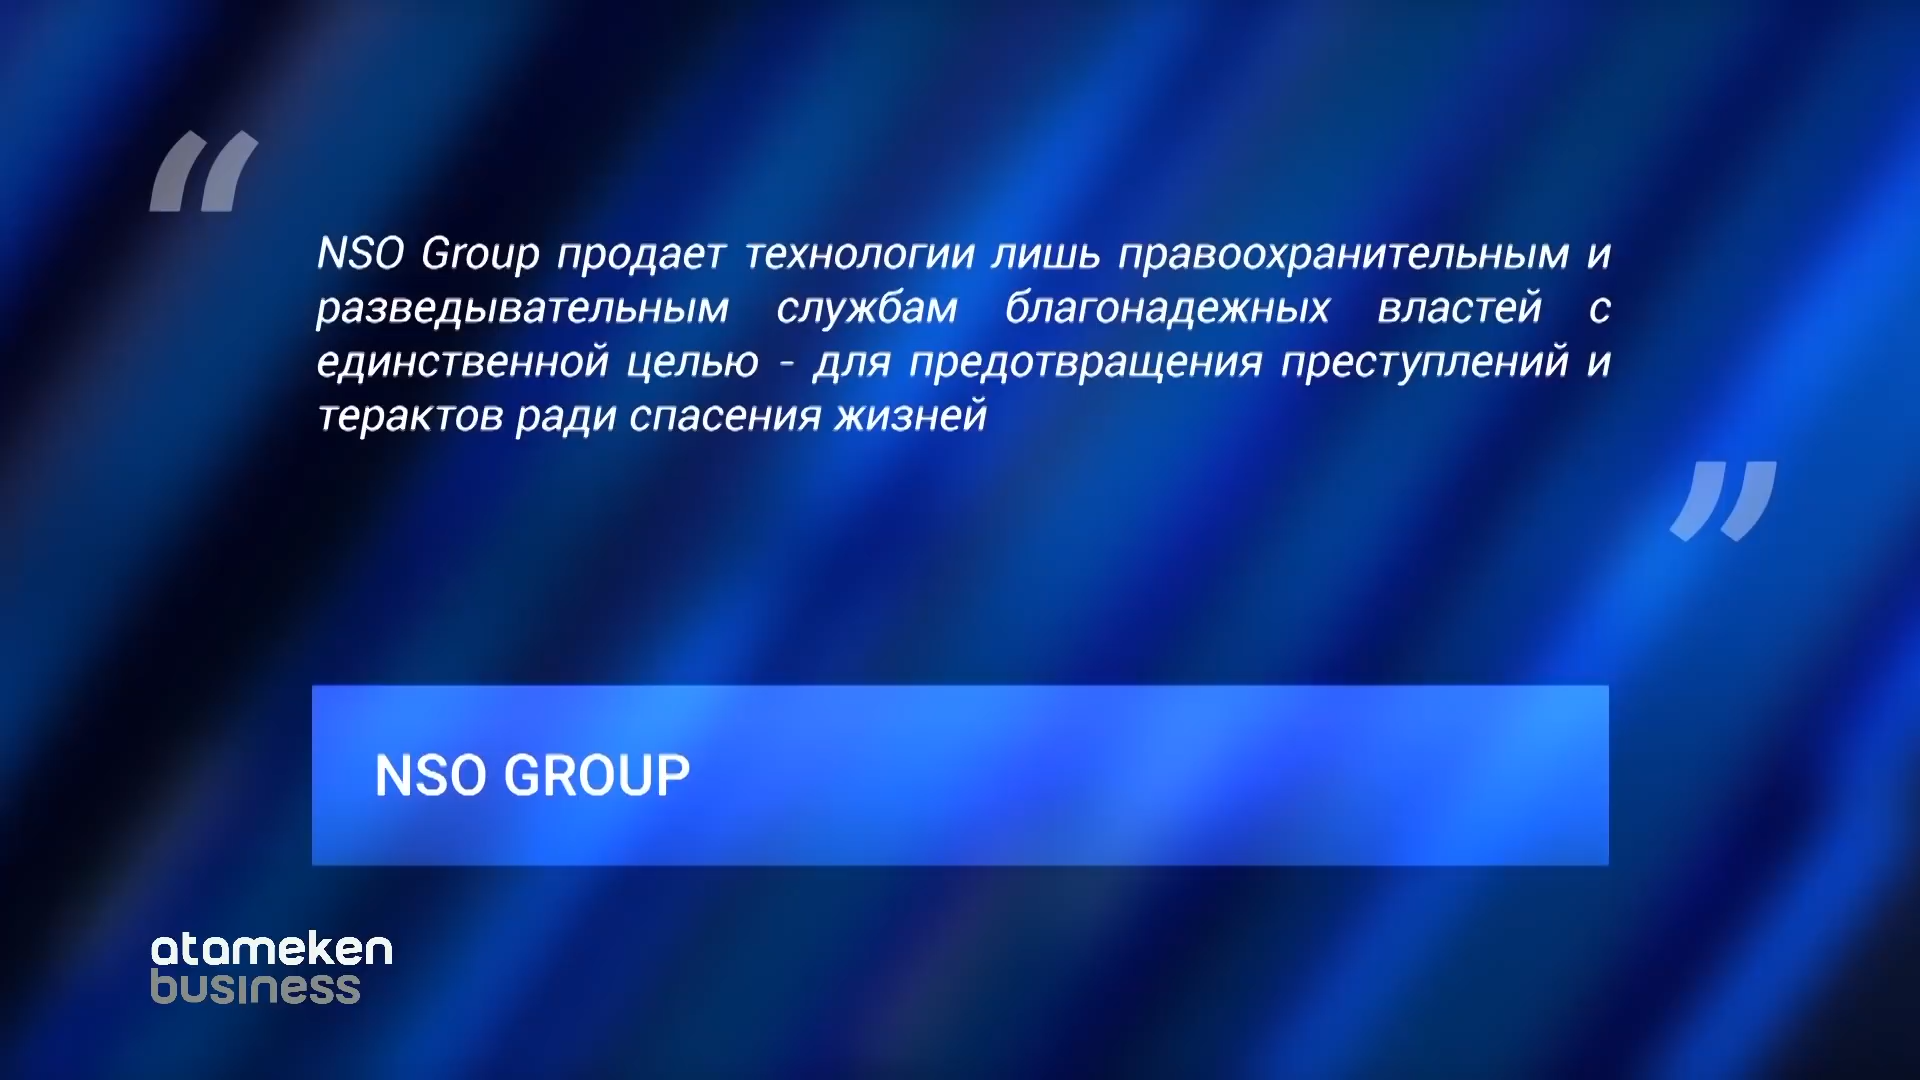 “
NSO Group продает технологии лишь правоохранительным и
разведывательным службам благонадежных властей с
единственной целью - для предотвращения преступлений и
терактов ради спасения жизней
”
NSO GROUP
atameken
business